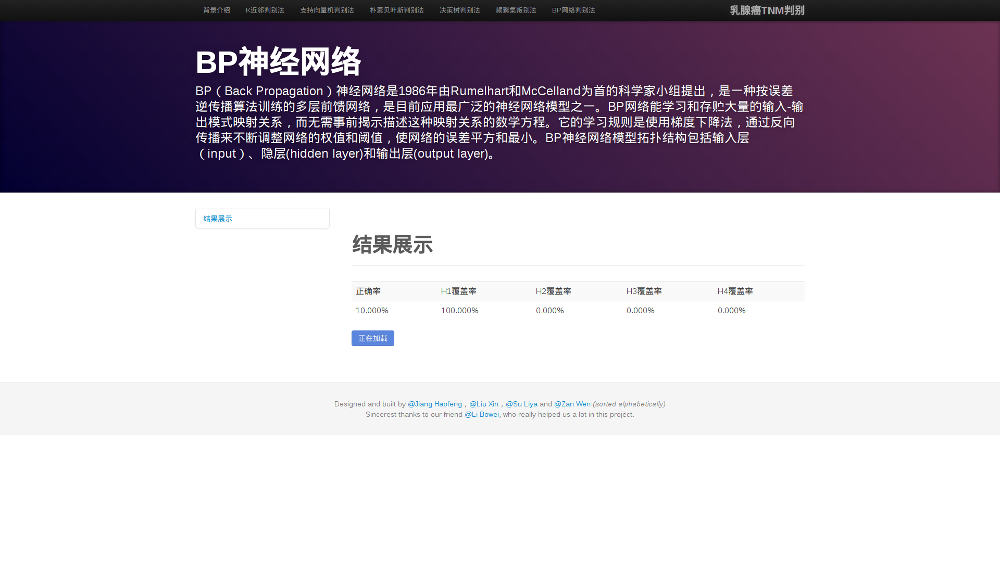 背景介绍 K近邻判别法 支持向量机判别法 朴素贝叶斯判别法 决策树判别法 频繁集叛别法 BP网络判别法 乳腺癌TNM判别
BP神经网络
BP（Back Propagation）神经网络是1986年由Rumelhart和McCelland为首的科学家小组提出，是一种按误差
逆传播算法训练的多层前馈网络，是目前应用最广泛的神经网络模型之一。BP网络能学习和存贮大量的输入-输
出模式映射关系，而无需事前揭示描述这种映射关系的数学方程。它的学习规则是使用梯度下降法，通过反向
传播来不断调整网络的权值和阈值，使网络的误差平方和最小。BP神经网络模型拓扑结构包括输入层
（input）、隐层(hidden layer)和输出层(output layer)。
结果展示
结果展示
正确率 H1覆盖率 H2覆盖率 H3覆盖率 H4覆盖率
10.000% 100.000% 0.000% 0.000% 0.000%
正在加载
Designed and built by @Jiang Haofeng，@Liu Xin，@Su Liya and @Zan Wen (sorted alphabetically)
Sincerest thanks to our friend @Li Bowei, who really helped us a lot in this project.